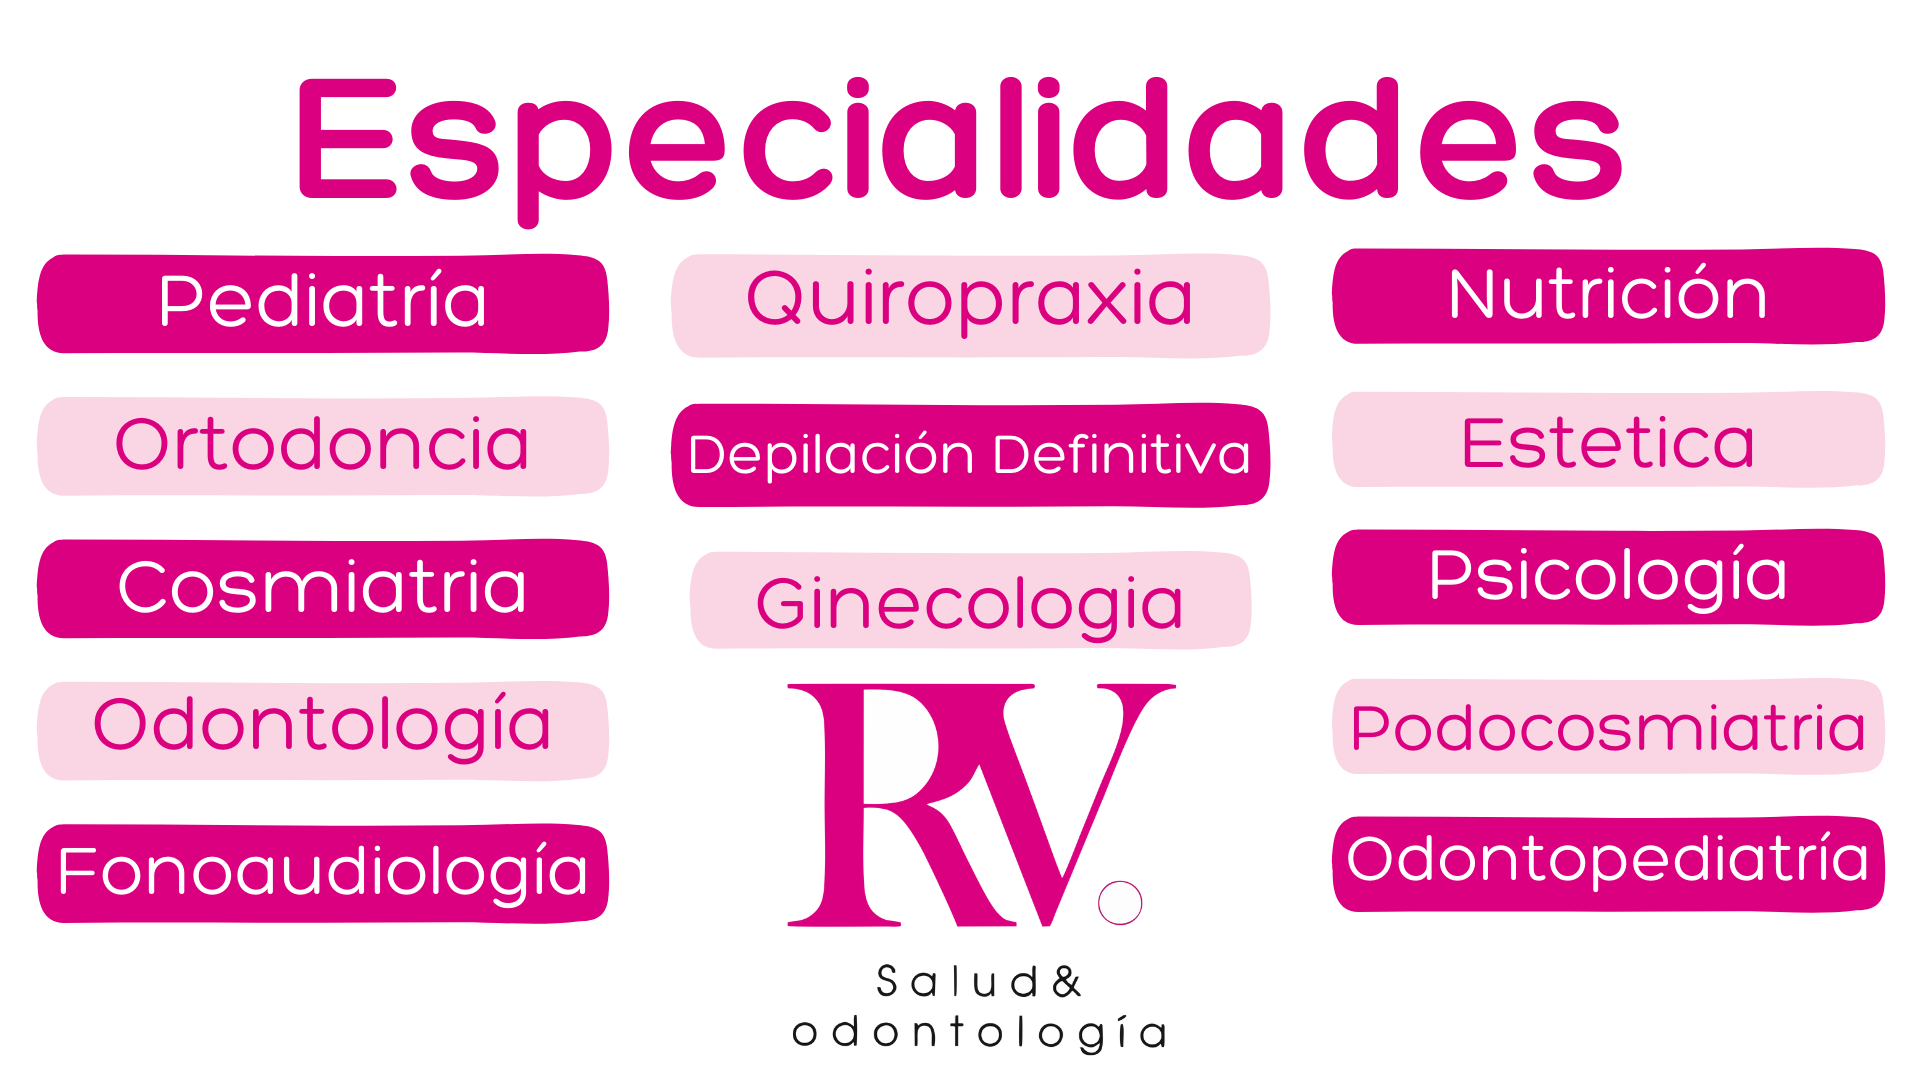 Especialidades
Pediatría
Ortodoncia
Cosmiatria
Odontología
Fonoaudiología
Quiropraxia
Depilación Definitiva
Ginecologia
Nutrición
Estetica
Psicología
Podocosmiatria
Odontopediatría
RV.
Salud&
odontología